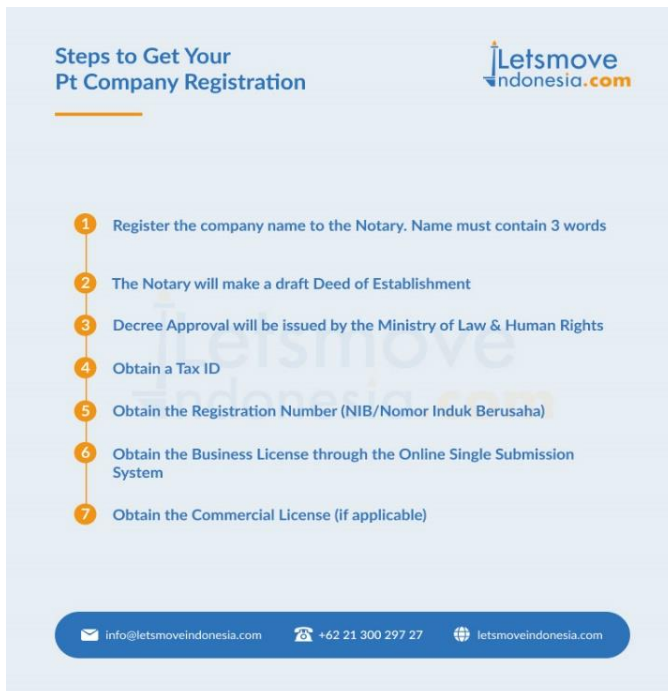 Steps to Get Your
Pt Company Registration
Letsmove
indonesia.com
1 Register the company name to the Notary. Name must contain 3 words
2 The Notary will make a draft Deed of Establishment
3 Decree Approval will be issued by the Ministry of Law & Human Rights
4 Obtain a Tax ID
5 Obtain the Registration Number (NIB/Nomor Induk Berusaha)
6 Obtain the Business License through the Online Single Submission
System
7 Obtain the Commercial License (if applicable)
Letsmove
indonesia.com
info@letsmoveindonesia.com +62 21 300 297 27 letsmoveindonesia.com